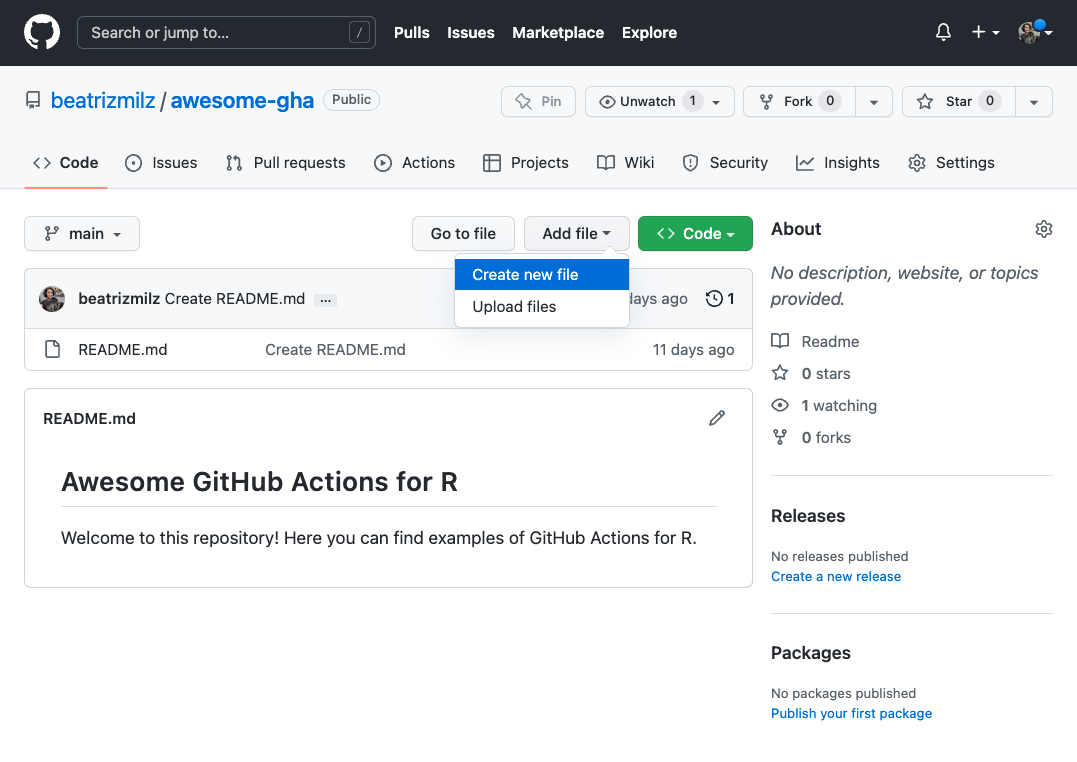 Search or jump to... / Pulls Issues Marketplace Explore
beatrizmilz / awesome-gha Public Pin Unwatch 1 Fork 0 Star 0
Code Issues Pull requests Actions Projects Wiki Security Insights Settings
main Go to file Add file Code
Create new file
Upload files
beatrizmilz Create README.md ... days ago 1
README.md Create README.md 11 days ago
README.md
Awesome GitHub Actions for R
Welcome to this repository! Here you can find examples of GitHub Actions for R.
About
No description, website, or topics
provided.
Readme
0 stars
1 watching
0 forks
Releases
No releases published
Create a new release
Packages
No packages published
Publish your first package